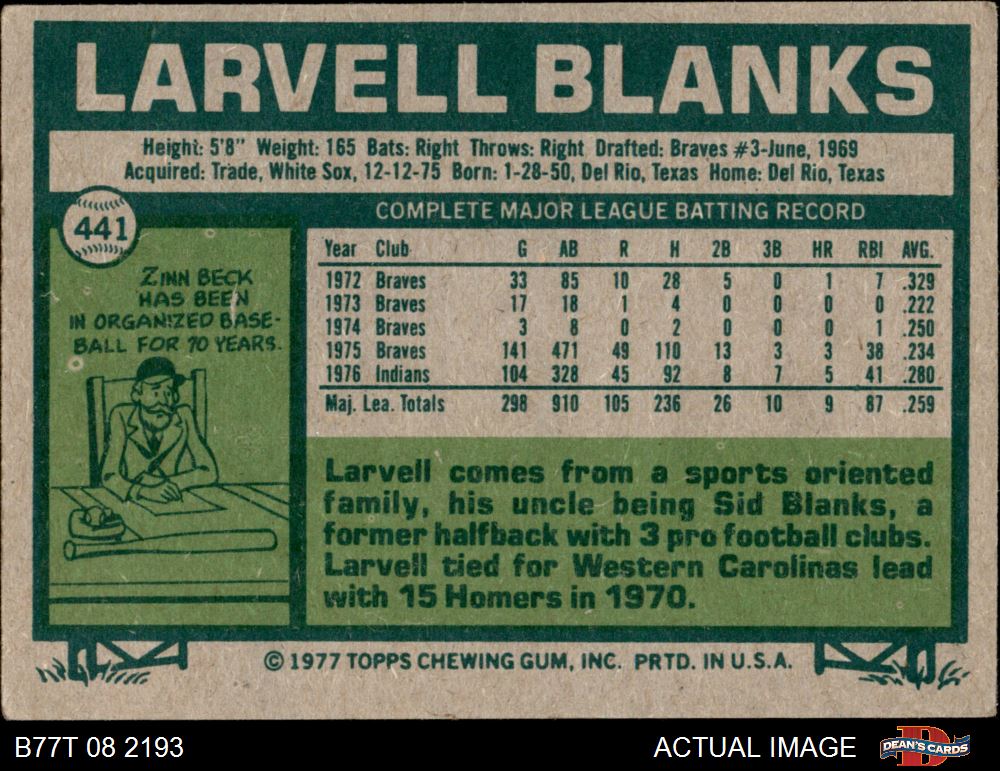 LARVELL BLANKS
Height: 5'8" Weight: 165 Bats: Right Throws: Right Drafted: Braves #3-June, 1969
Acquired: Trade, White Sox, 12-12-75 Born: 1-28-50, Del Rio, Texas Home: Del Rio, Texas
441
COMPLETE MAJOR LEAGUE BATTING RECORD
Year Club G AB R H 2B 3B HR RBI AVG.
1972 Braves 33 85 10 28 5 0 1 7 .329
1973 Braves 17 18 1 4 0 0 0 0 .222
1974 Braves 3 8 0 2 0 0 0 1 .250
1975 Braves 141 471 49 110 13 3 3 38 .234
1976 Indians 104 328 45 92 8 7 5 41 .280
Maj. Lea. Totals 298 910 105 236 26 10 9 87 .259
ZINN BECK
HAS BEEN
IN ORGANIZED BASE-
BALL FOR 70 YEARS.
Larvell comes from a sports oriented
family, his uncle being Sid Blanks, a
former halfback with 3 pro football clubs.
Larvell tied for Western Carolinas lead
with 15 Homers in 1970.
© 1977 TOPPS CHEWING GUM, INC. PRTD. IN U.S.A.
B77T 08 2193
ACTUAL IMAGE
DEAN'S CARDS